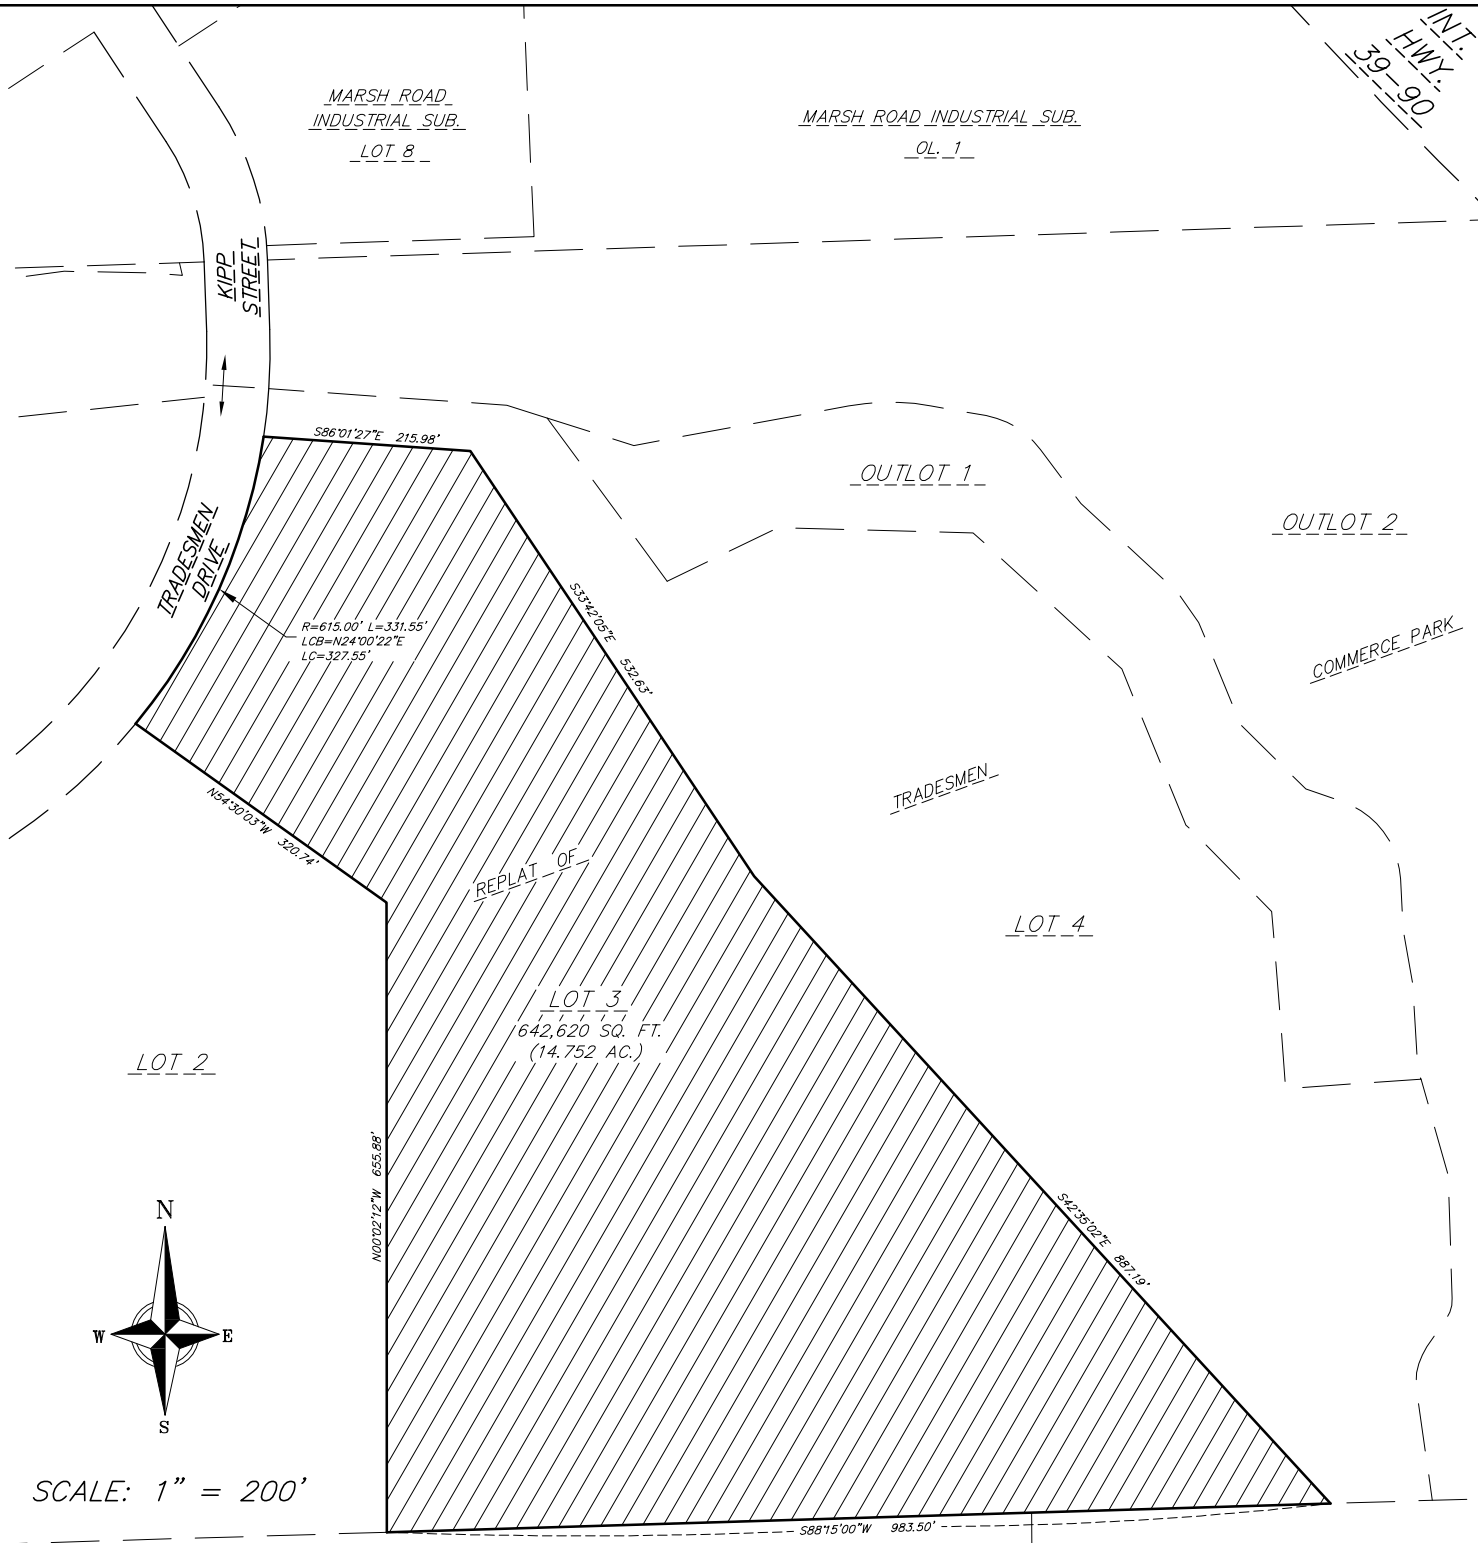 INT.
HWY.
39-90
MARSH ROAD
INDUSTRIAL SUB.
LOT 8
MARSH ROAD INDUSTRIAL SUB.
OL. 1
KIPP
STREET
S86°01'27"E 215.98'
OUTLOT 1
OUTLOT 2
TRADESMEN
DRIVE
R=615.00' L=331.55'
LCB=N24°00'22"E
LC=327.55'
S33°42'05"E 532.63'
COMMERCE PARK
TRADESMEN
N54°30'03"W 320.74'
REPLAT OF
LOT 4
LOT 3
642,620 SQ. FT.
(14.752 AC.)
LOT 2
N00°02'12"W 655.88'
S42°35'02"E 887.19'
N
W
E
S
SCALE: 1" = 200'
S88°15'00"W 983.50'